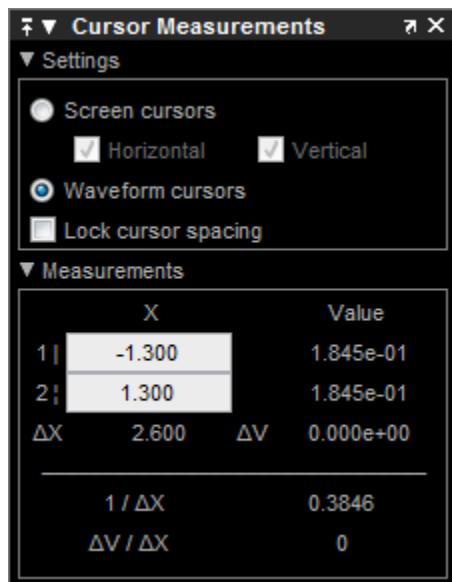 Cursor Measurements
Settings
Screen cursors
Horizontal Vertical
Waveform cursors
Lock cursor spacing
Measurements
X Value
1 | -1.300 1.845e-01
2 ¦ 1.300 1.845e-01
ΔX 2.600 ΔV 0.000e+00
1 / ΔX 0.3846
ΔV / ΔX 0